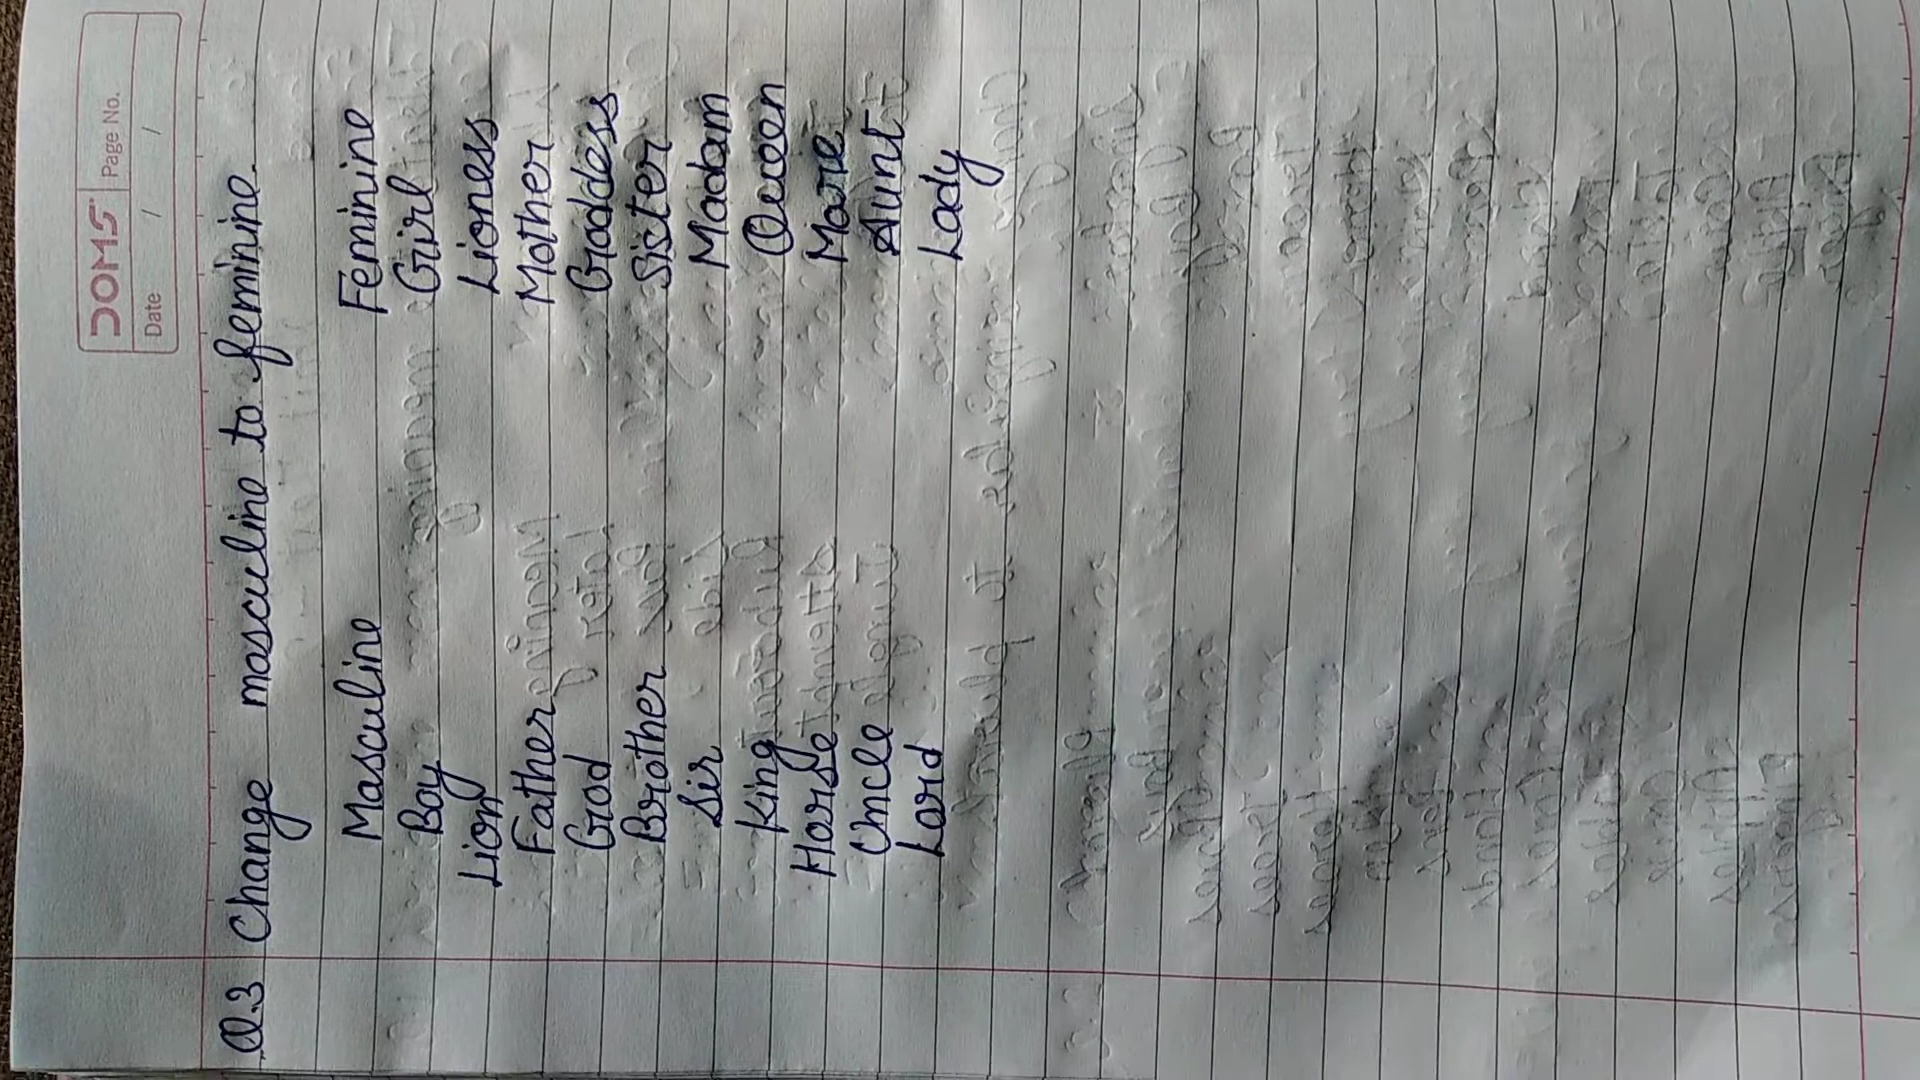 DOMS Page No.
Date / / /
Q.3 Change masculine to feminine.
Masculine Feminine
Boy Girl
Lion Lioness
Father Mother
God Goddess
Brother Sister
Sir Madam
King Queen
Horse Mare
Uncle Aunt
Lord Lady